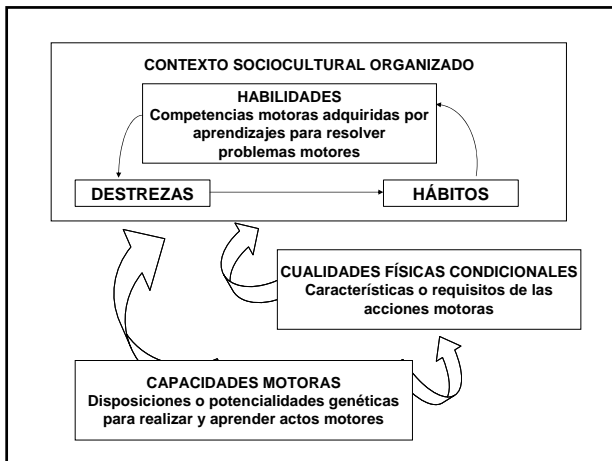 CONTEXTO SOCIOCULTURAL ORGANIZADO
HABILIDADES
Competencias motoras adquiridas por
aprendizajes para resolver
problemas motores
DESTREZAS
HÁBITOS
CUALIDADES FÍSICAS CONDICIONALES
Características o requisitos de las
acciones motoras
CAPACIDADES MOTORAS
Disposiciones o potencialidades genéticas
para realizar y aprender actos motores